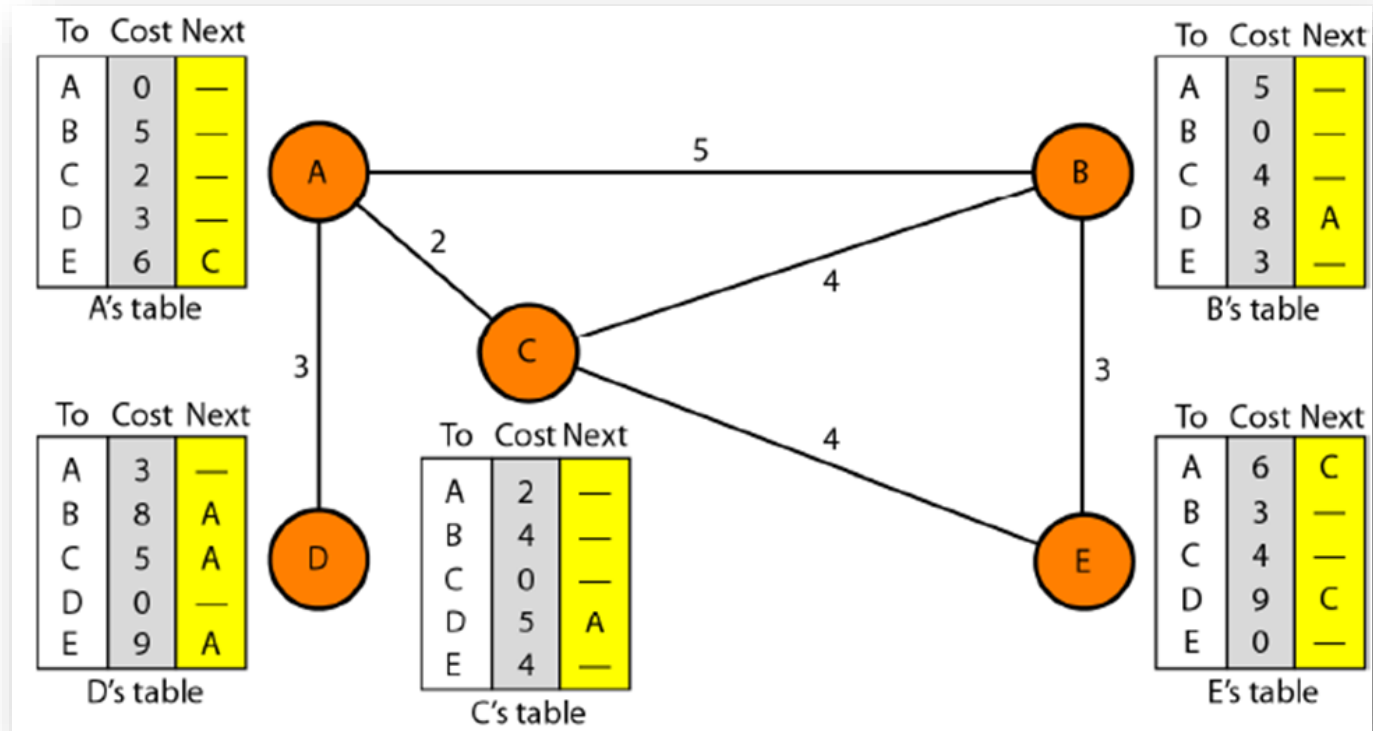 To Cost Next
A 0 —
B 5 —
C 2 —
D 3 —
E 6 C
A's table
To Cost Next
A 5 —
B 0 —
C 4 —
D 8 A
E 3 —
B's table
A
5
B
2
4
C
3
3
4
D
E
To Cost Next
A 3 —
B 8 A
C 5 A
D 0 —
E 9 A
D's table
To Cost Next
A 2 —
B 4 —
C 0 —
D 5 A
E 4 —
C's table
To Cost Next
A 6 C
B 3 —
C 4 —
D 9 C
E 0 —
E's table